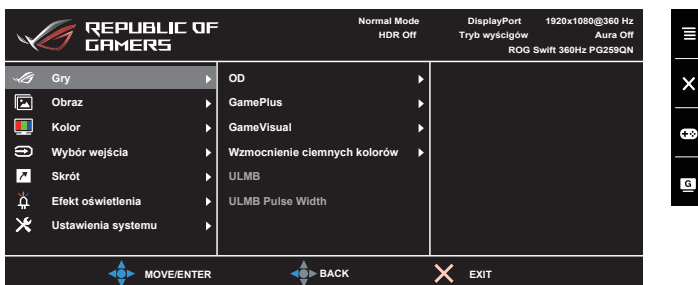 REPUBLIC OF
GAMERS
Normal Mode
HDR Off
DisplayPort 1920x1080@360 Hz
Tryb wyścigów Aura Off
ROG Swift 360Hz PG259QN
Gry
Obraz
Kolor
Wybór wejścia
Skrót
Efekt oświetlenia
Ustawienia systemu
OD
GamePlus
GameVisual
Wzmocnienie ciemnych kolorów
ULMB
ULMB Pulse Width
MOVE/ENTER
BACK
EXIT
G